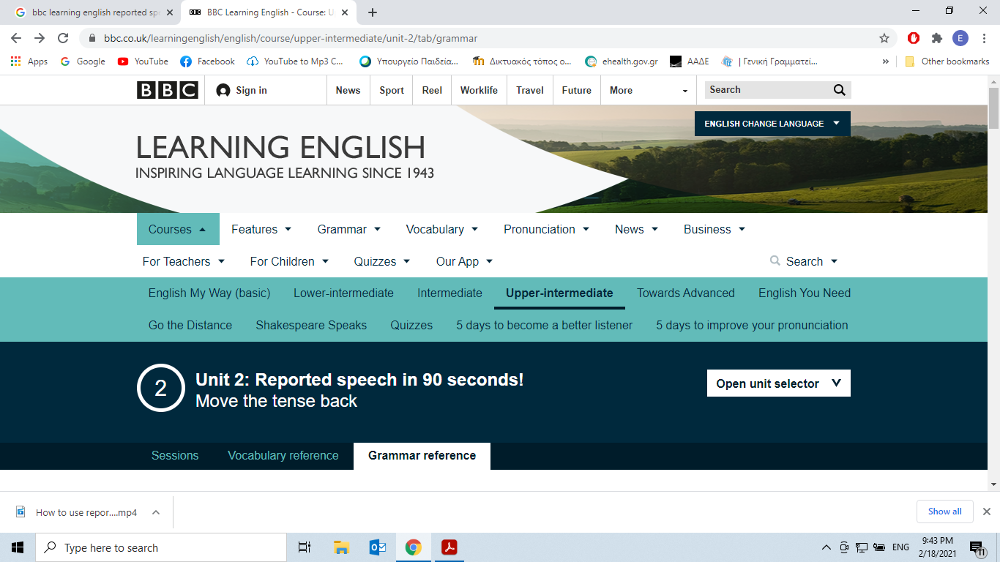 bbc learning english reported spe
BBC Learning English - Course: U
bbc.co.uk/learningenglish/english/course/upper-intermediate/unit-2/tab/grammar
E
Apps Google YouTube Facebook YouTube to Mp3 C... Υπουργείο Παιδεία... Δικτυακός τόπος ο... ehealth.gov.gr ΑΑΔΕ | Γενική Γραμματεί... » Other bookmarks
BBC Sign in News Sport Reel Worklife Travel Future More Search
ENGLISH CHANGE LANGUAGE
LEARNING ENGLISH
INSPIRING LANGUAGE LEARNING SINCE 1943
Courses Features Grammar Vocabulary Pronunciation News Business
For Teachers For Children Quizzes Our App Search
English My Way (basic) Lower-intermediate Intermediate Upper-intermediate Towards Advanced English You Need
Go the Distance Shakespeare Speaks Quizzes 5 days to become a better listener 5 days to improve your pronunciation
2 Unit 2: Reported speech in 90 seconds!
Move the tense back
Open unit selector
Sessions Vocabulary reference Grammar reference
How to use repor....mp4 Show all
Type here to search
ENG
9:43 PM
2/18/2021
11